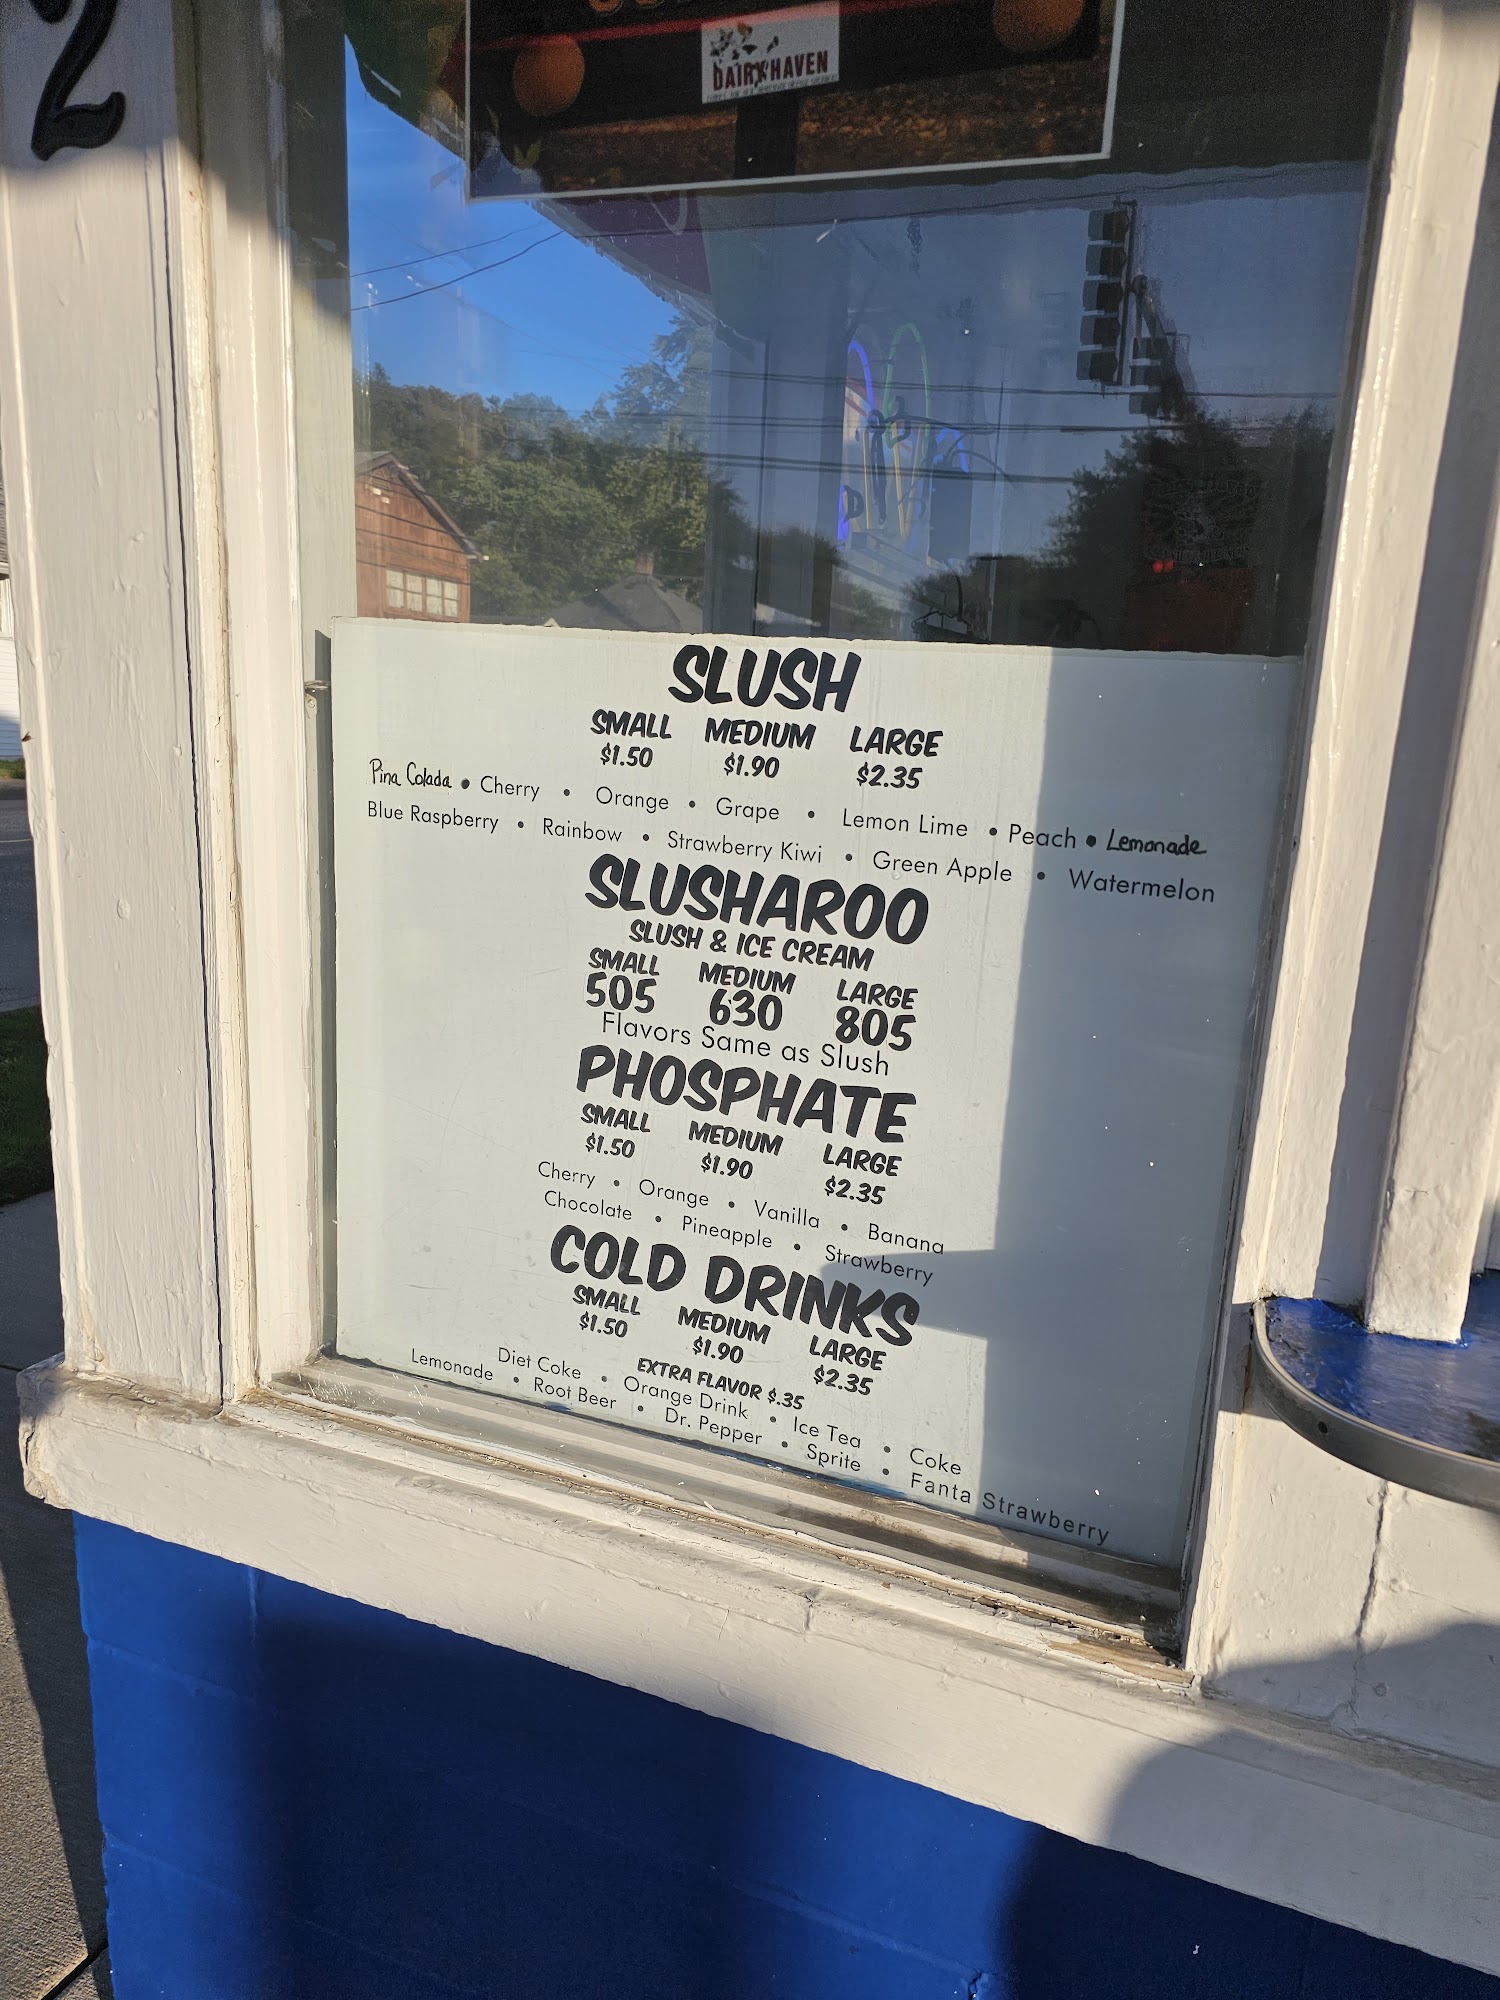 2
DAIRY HAVEN
SLUSH
SMALL MEDIUM LARGE
$1.50 $1.90 $2.35
Pina Colada • Cherry • Orange • Grape • Lemon Lime • Peach • Lemonade
Blue Raspberry • Rainbow • Strawberry Kiwi • Green Apple • Watermelon
SLUSHAROO
SLUSH & ICE CREAM
SMALL MEDIUM LARGE
505 630 805
Flavors Same as Slush
PHOSPHATE
SMALL MEDIUM LARGE
$1.50 $1.90 $2.35
Cherry • Orange • Vanilla • Banana
Chocolate • Pineapple • Strawberry
COLD DRINKS
SMALL MEDIUM LARGE
$1.50 $1.90 $2.35
EXTRA FLAVOR $.35
Diet Coke • Orange Drink • Ice Tea • Coke
Lemonade • Root Beer • Dr. Pepper • Sprite • Fanta Strawberry